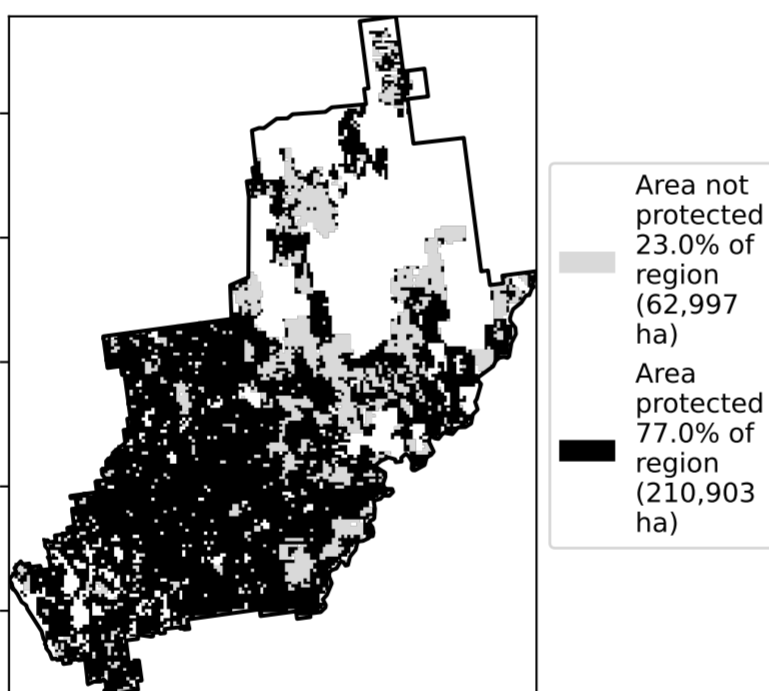 Area not
protected
23.0% of
region
(62,997
ha)
Area
protected
77.0% of
region
(210,903
ha)